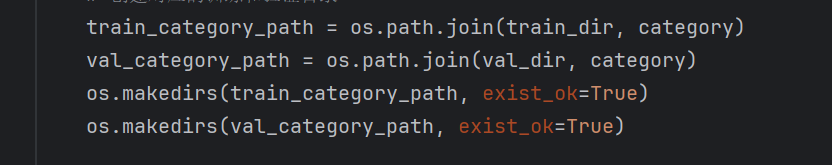 train_category_path = os.path.join(train_dir, category)
val_category_path = os.path.join(val_dir, category)
os.makedirs(train_category_path, exist_ok=True)
os.makedirs(val_category_path, exist_ok=True)